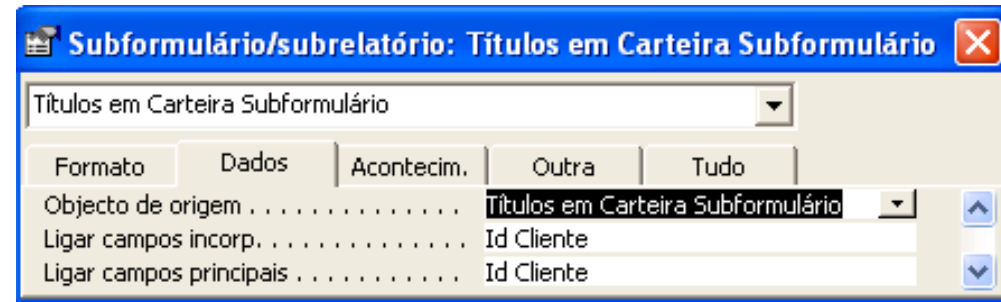 Subformulário/subrelatório: Títulos em Carteira Subformulário
Títulos em Carteira Subformulário
Formato Dados Acontecim. Outra Tudo
Objecto de origem . . . . . . . . . . . . . . Títulos em Carteira Subformulário
Ligar campos incorp. . . . . . . . . . . . . . Id Cliente
Ligar campos principais . . . . . . . . . . Id Cliente